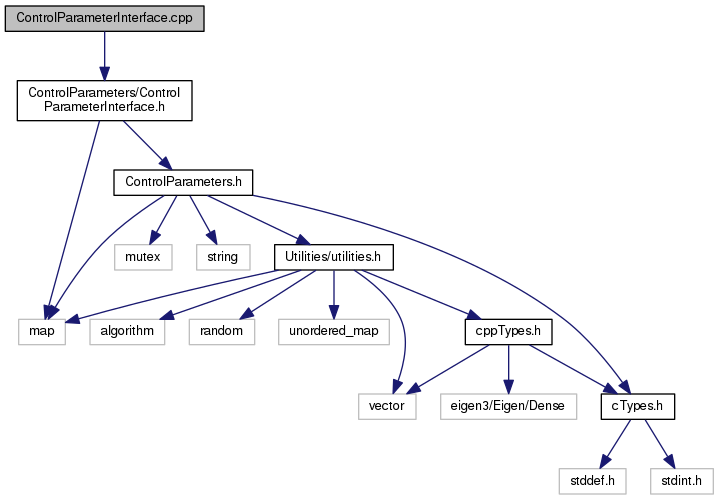 ControlParameterInterface.cpp
ControlParameters/Control
ParameterInterface.h
ControlParameters.h
mutex
string
Utilities/utilities.h
map
algorithm
random
unordered_map
cppTypes.h
vector
eigen3/Eigen/Dense
cTypes.h
stddef.h
stdint.h